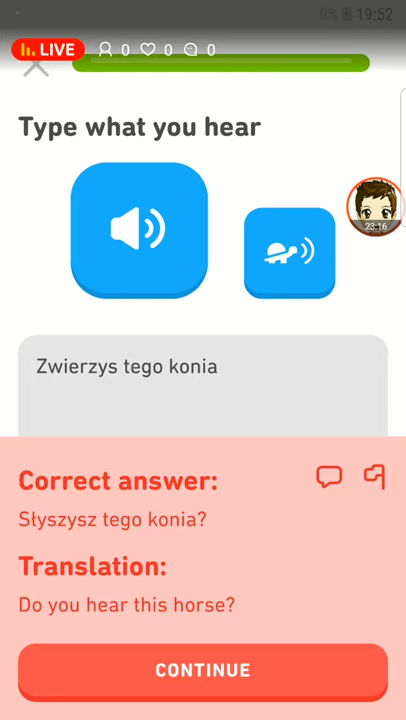 9% 19:52
LIVE 0 0 0
Type what you hear
23:16
Zwierzys tego konia
Correct answer:
Słyszysz tego konia?
Translation:
Do you hear this horse?
CONTINUE